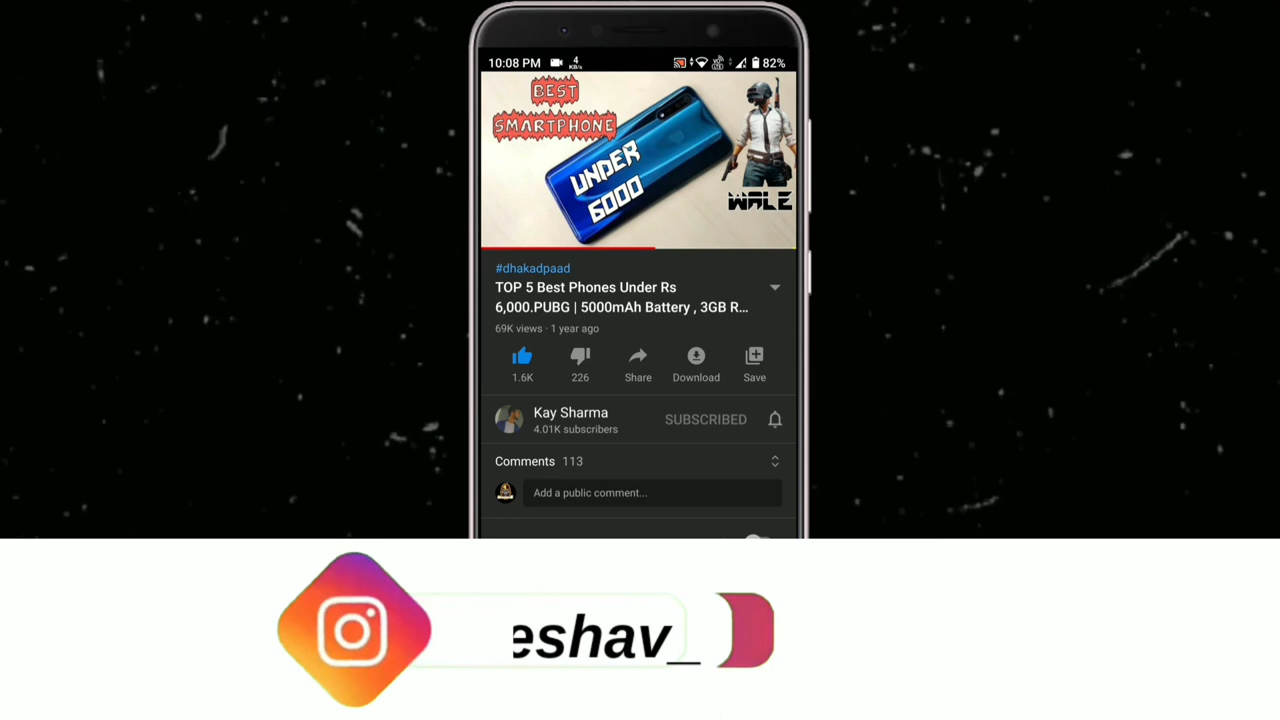 10:08 PM 4 KB/s 82%
BEST
SMARTPHONE
UNDER
6000
WALE
#dhakadpaad
TOP 5 Best Phones Under Rs
6,000.PUBG | 5000mAh Battery , 3GB R...
69K views · 1 year ago
1.6K 226 Share Download Save
Kay Sharma SUBSCRIBED
4.01K subscribers
Comments 113
Add a public comment...
eshav_